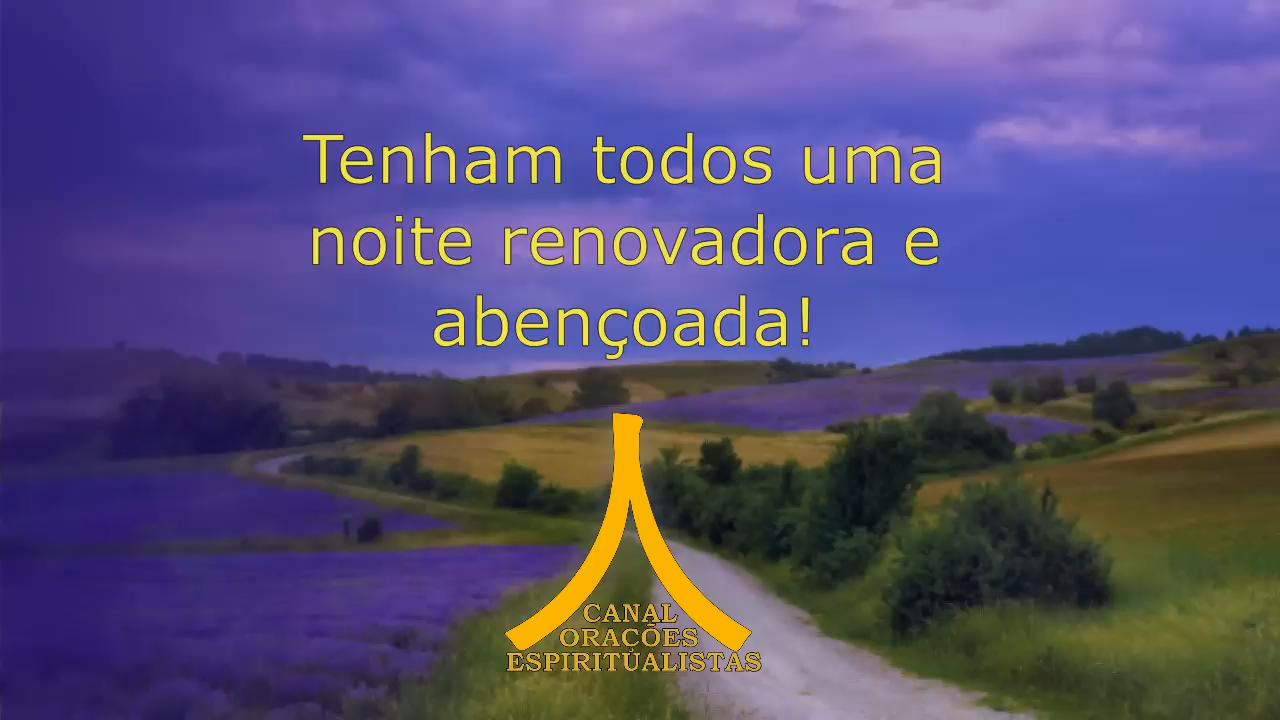 Tenham todos uma
noite renovadora e
abençoada!
CANAL
ORAÇÕES
ESPIRITUALISTAS